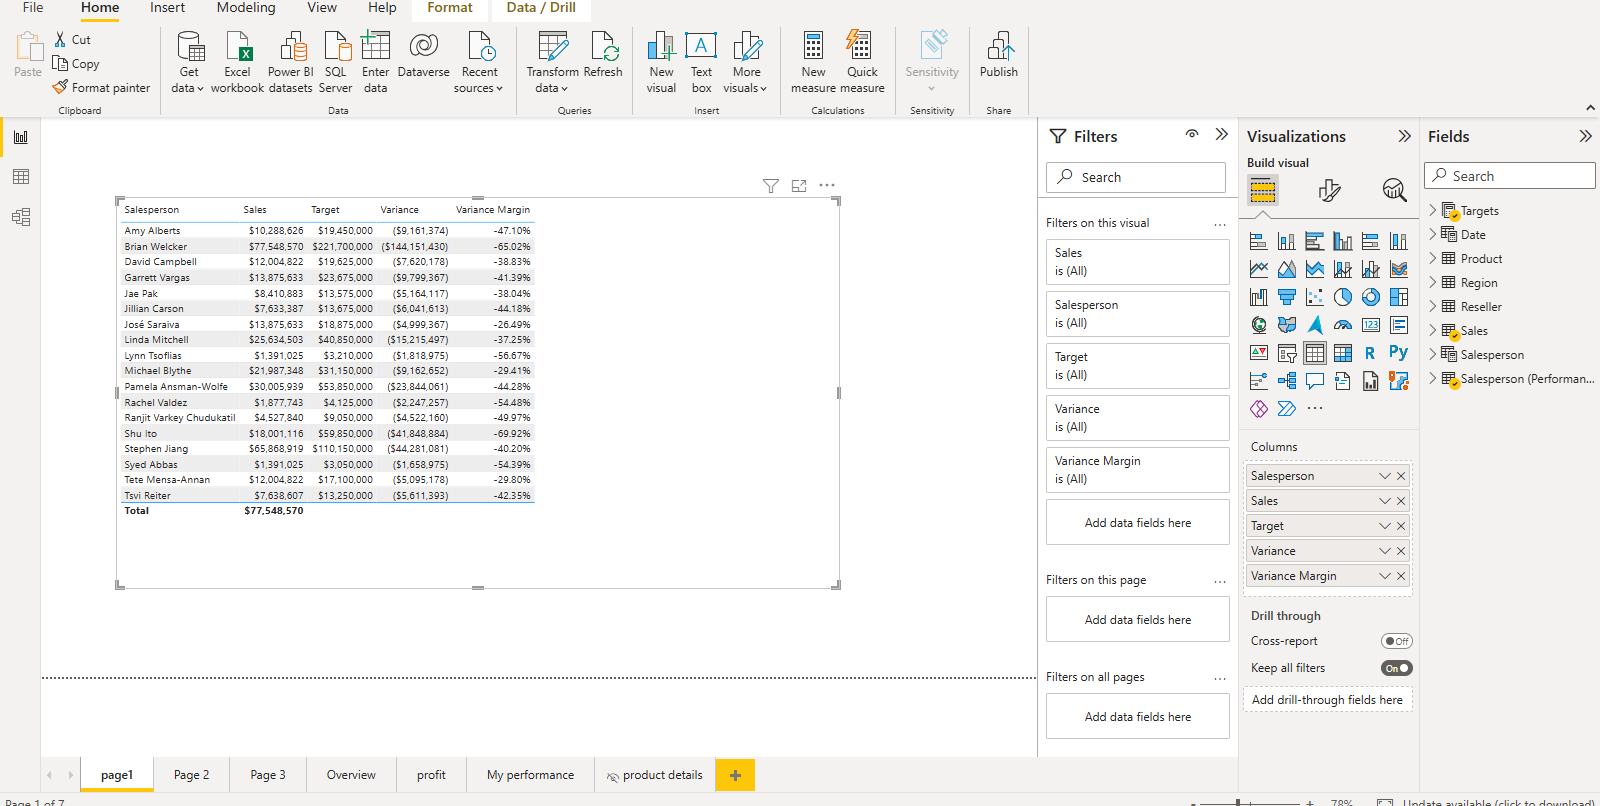 File Home Insert Modeling View Help Format Data / Drill
Paste
Cut
Copy
Format painter
Clipboard
Get data
Excel workbook
Power BI datasets
SQL Server
Enter data
Dataverse
Recent sources
Data
Transform data
Refresh
Queries
New visual
Text box
More visuals
Insert
New measure
Quick measure
Calculations
Sensitivity
Sensitivity
Publish
Share
Salesperson Sales Target Variance Variance Margin
Amy Alberts $10,288,626 $19,450,000 ($9,161,374) -47.10%
Brian Welcker $77,548,570 $221,700,000 ($144,151,430) -65.02%
David Campbell $12,004,822 $19,625,000 ($7,620,178) -38.83%
Garrett Vargas $13,875,633 $23,675,000 ($9,799,367) -41.39%
Jae Pak $8,410,883 $13,575,000 ($5,164,117) -38.04%
Jillian Carson $7,633,387 $13,675,000 ($6,041,613) -44.18%
José Saraiva $13,875,633 $18,875,000 ($4,999,367) -26.49%
Linda Mitchell $25,634,503 $40,850,000 ($15,215,497) -37.25%
Lynn Tsoflias $1,391,025 $3,210,000 ($1,818,975) -56.67%
Michael Blythe $21,987,348 $31,150,000 ($9,162,652) -29.41%
Pamela Ansman-Wolfe $30,005,939 $53,850,000 ($23,844,061) -44.28%
Rachel Valdez $1,877,743 $4,125,000 ($2,247,257) -54.48%
Ranjit Varkey Chudukatil $4,527,840 $9,050,000 ($4,522,160) -49.97%
Shu Ito $18,001,116 $59,850,000 ($41,848,884) -69.92%
Stephen Jiang $65,868,919 $110,150,000 ($44,281,081) -40.20%
Syed Abbas $1,391,025 $3,050,000 ($1,658,975) -54.39%
Tete Mensa-Annan $12,004,822 $17,100,000 ($5,095,178) -29.80%
Tsvi Reiter $7,638,607 $13,250,000 ($5,611,393) -42.35%
Total $77,548,570
Filters
Search
Filters on this visual
Sales
is (All)
Salesperson
is (All)
Target
is (All)
Variance
is (All)
Variance Margin
is (All)
Add data fields here
Filters on this page
Add data fields here
Filters on all pages
Add data fields here
Visualizations
Build visual
123
R Py
Columns
Salesperson
Sales
Target
Variance
Variance Margin
Drill through
Cross-report Off
Keep all filters On
Add drill-through fields here
Fields
Search
Targets
Date
Product
Region
Reseller
Sales
Salesperson
Salesperson (Performan...
page1 Page 2 Page 3 Overview profit My performance product details
Page 1 of 7 78% Update available (click to download)